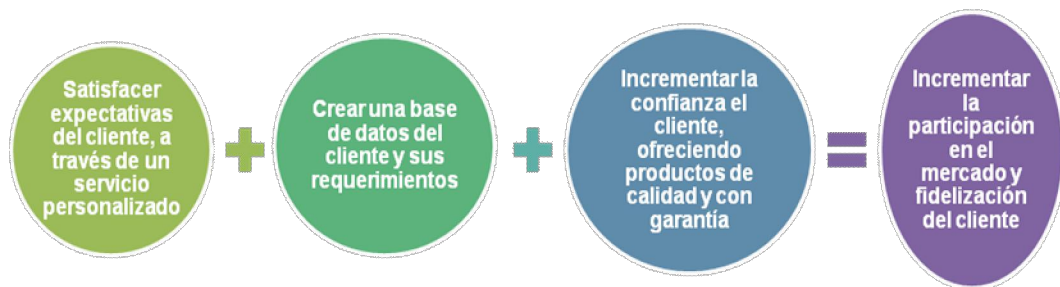 Satisfacer
expectativas
del cliente, a
través de un
servicio
personalizado
Crear una base
de datos del
cliente y sus
requerimientos
Incrementar la
confianza el
cliente,
ofreciendo
productos de
calidad y con
garantía
Incrementar
la
participación
en el
mercado y
fidelización
del cliente